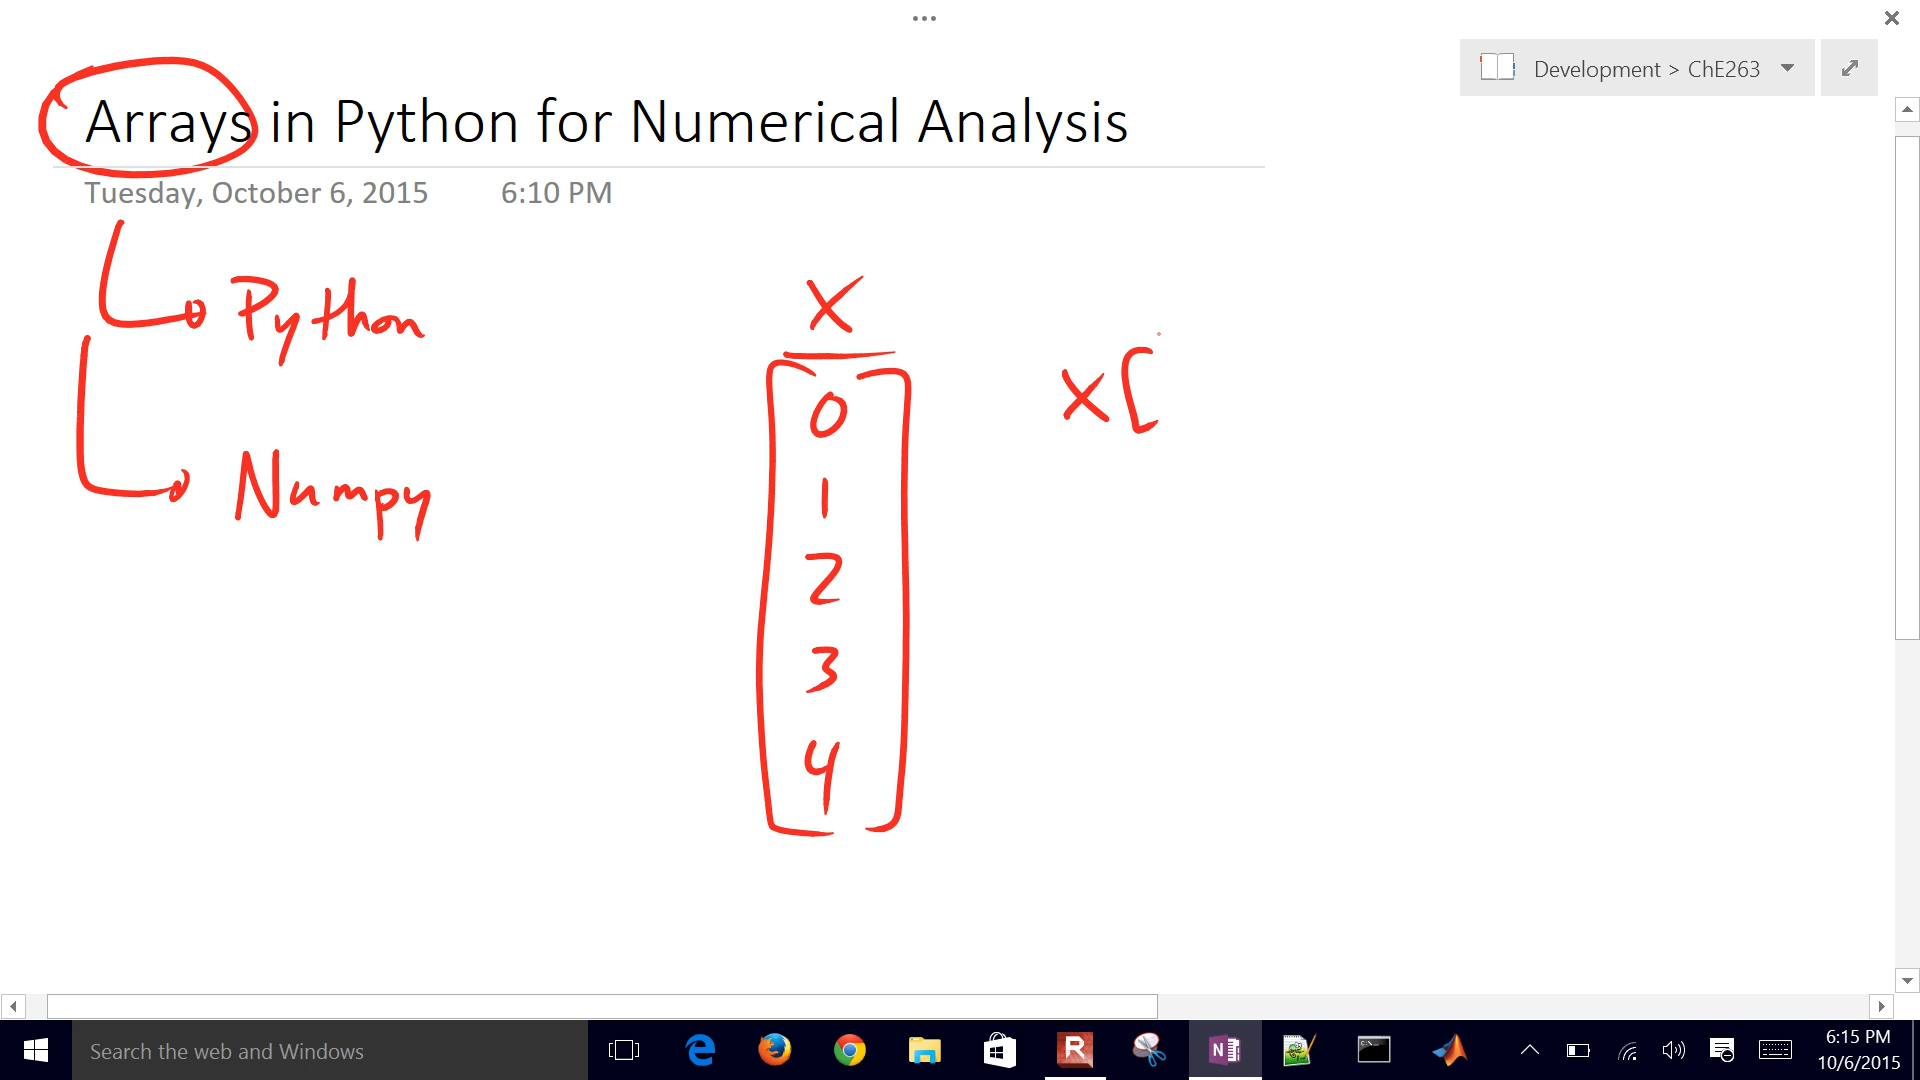 Development > ChE263
Arrays in Python for Numerical Analysis
Tuesday, October 6, 2015 6:10 PM
Python
Numpy
X
0
1
2
3
4
x[
Search the web and Windows
6:15 PM
10/6/2015